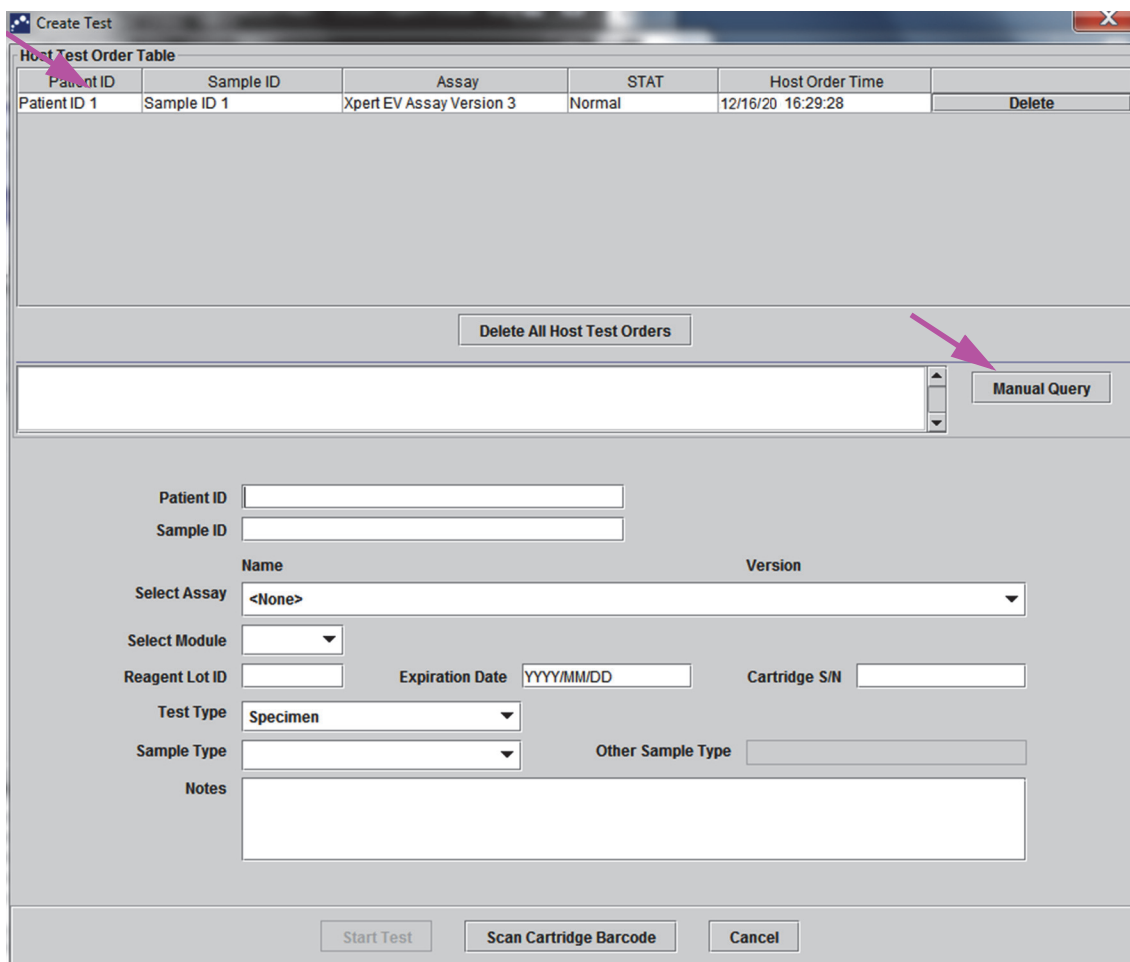 Create Test
Host Test Order Table
Patient ID Sample ID Assay STAT Host Order Time
Patient ID 1 Sample ID 1 Xpert EV Assay Version 3 Normal 12/16/20 16:29:28 Delete
Delete All Host Test Orders
Manual Query
Patient ID
Sample ID
Name Version
Select Assay <None>
Select Module
Reagent Lot ID Expiration Date YYYY/MM/DD Cartridge S/N
Test Type Specimen
Sample Type Other Sample Type
Notes
Start Test Scan Cartridge Barcode Cancel